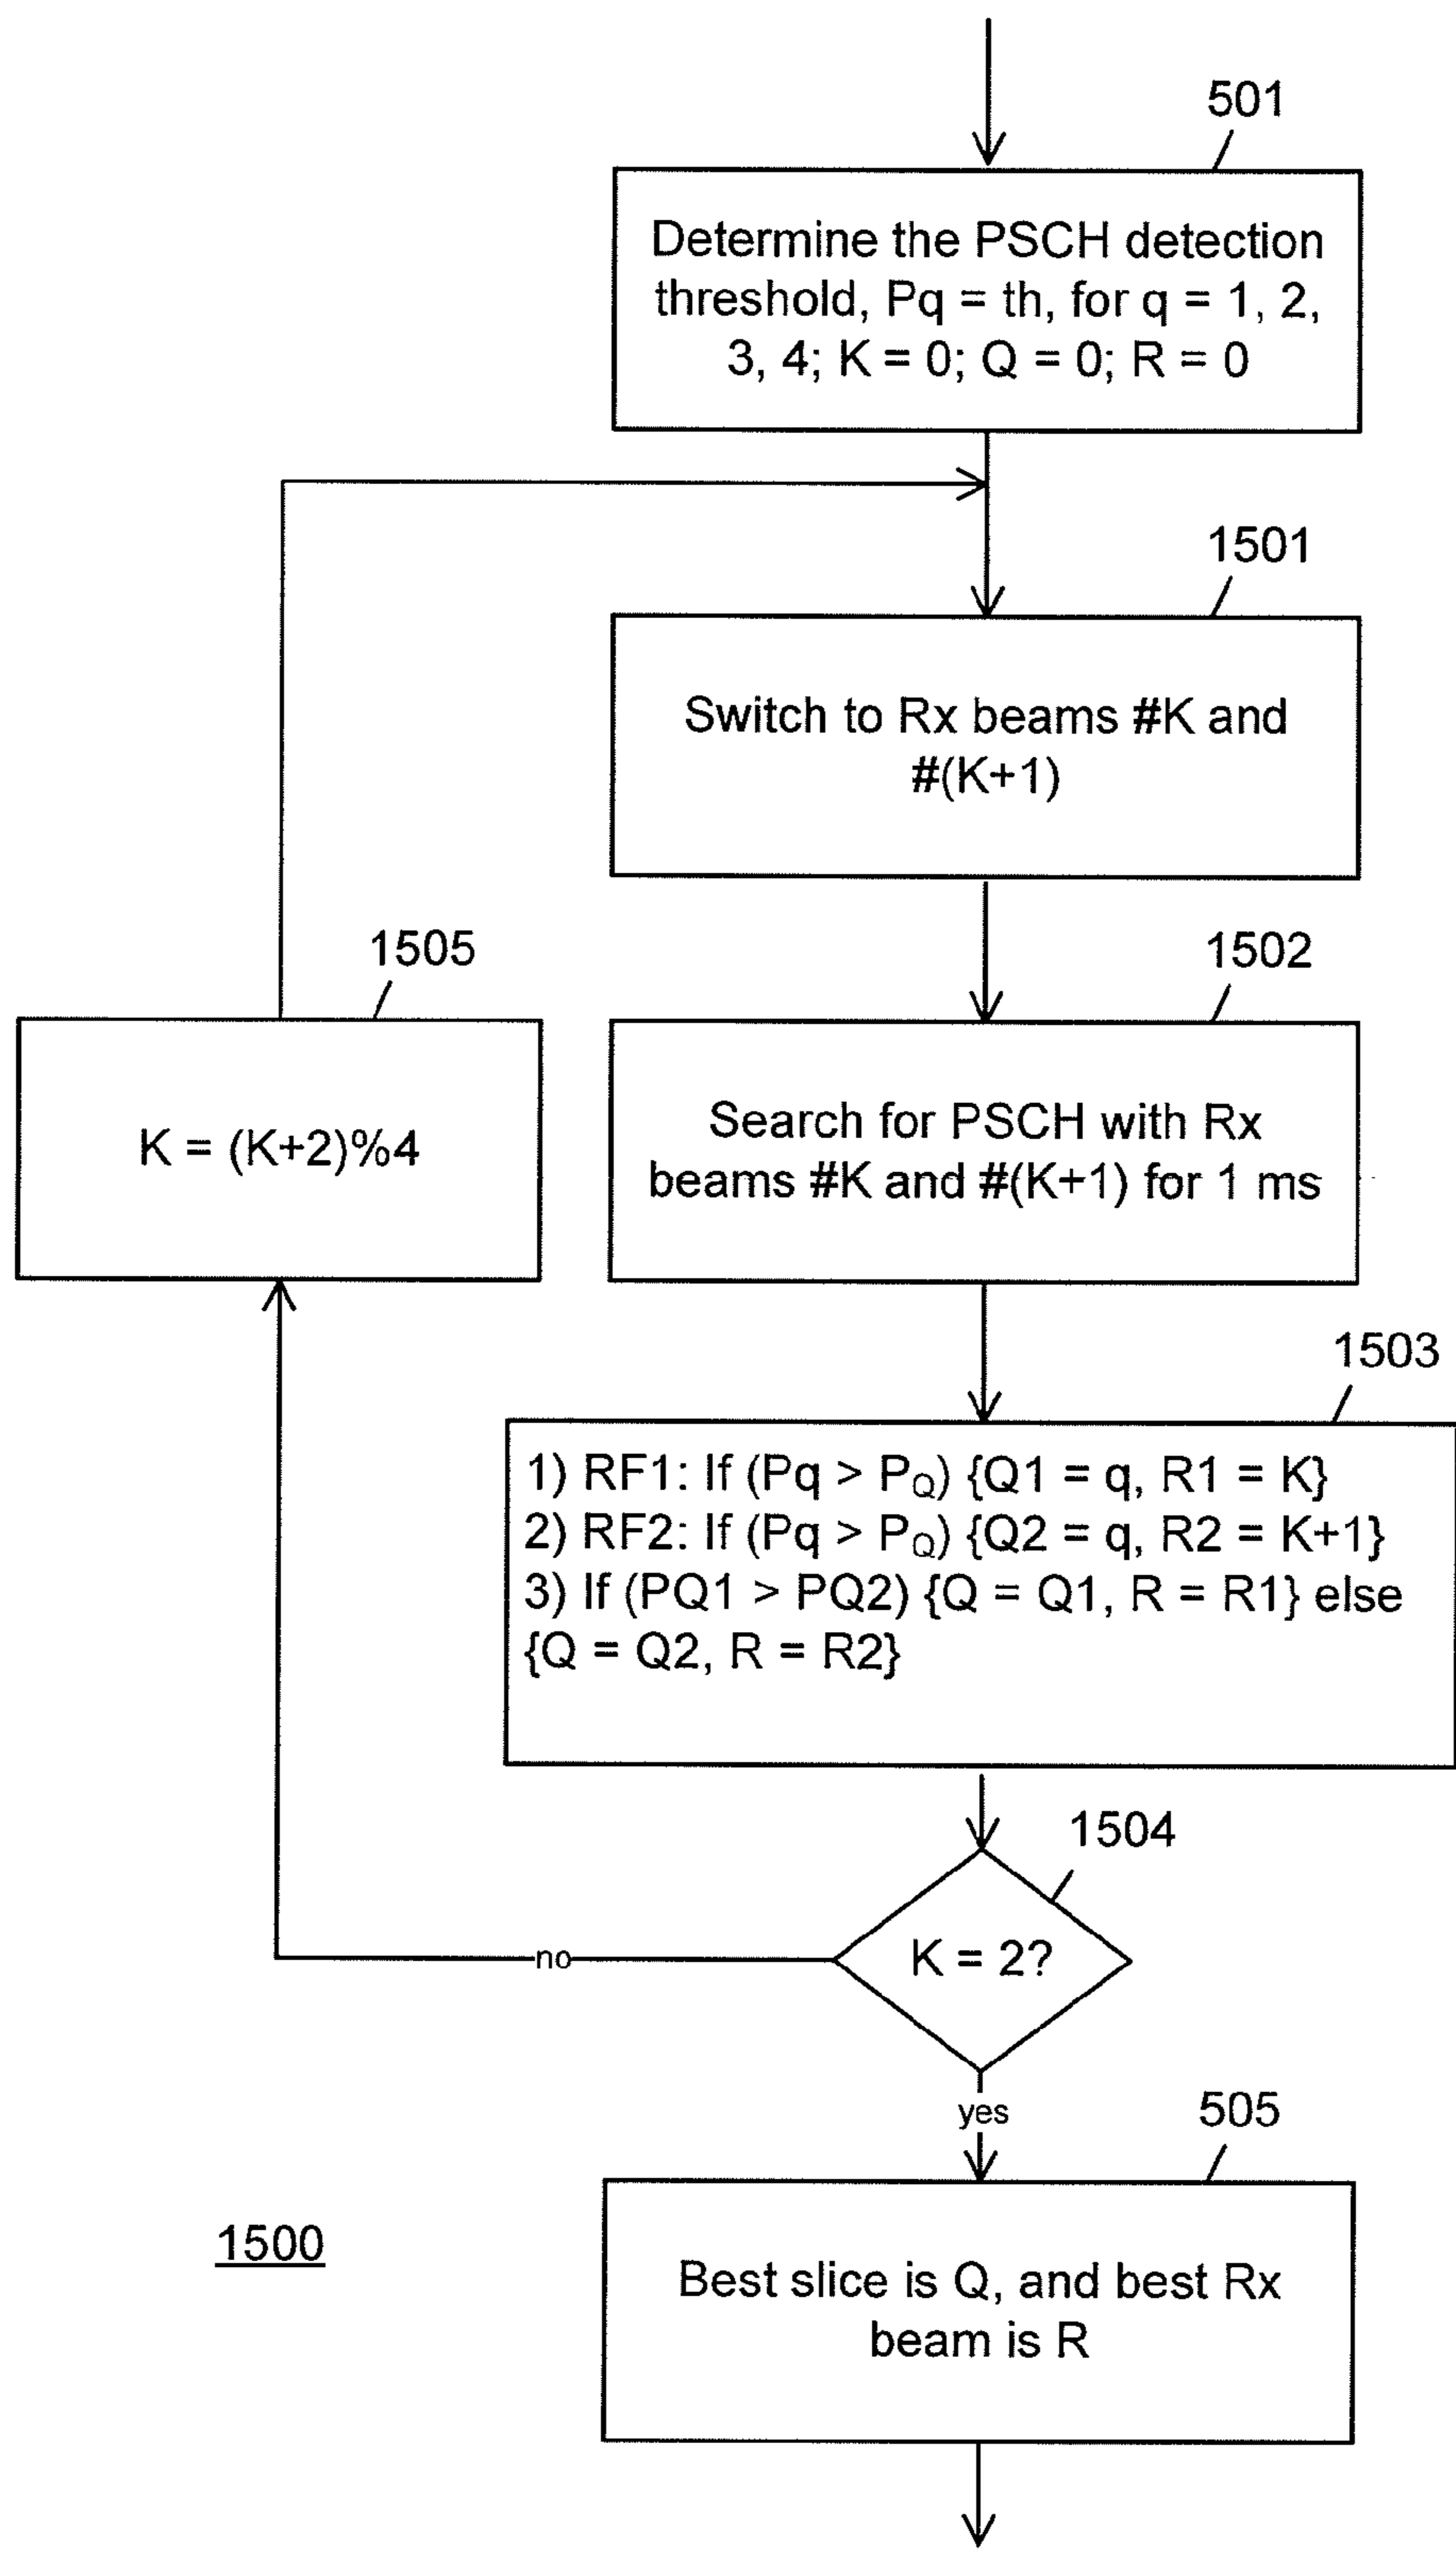 501
Determine the PSCH detection
threshold, Pq = th, for q = 1, 2,
3, 4; K = 0; Q = 0; R = 0
1501
Switch to Rx beams #K and
#(K+1)
1505
K = (K+2)%4
1502
Search for PSCH with Rx
beams #K and #(K+1) for 1 ms
1503
1) RF1: If (Pq > PQ) {Q1 = q, R1 = K}
2) RF2: If (Pq > PQ) {Q2 = q, R2 = K+1}
3) If (PQ1 > PQ2) {Q = Q1, R = R1} else
{Q = Q2, R = R2}
1504
K = 2?
no
yes
505
Best slice is Q, and best Rx
beam is R
1500